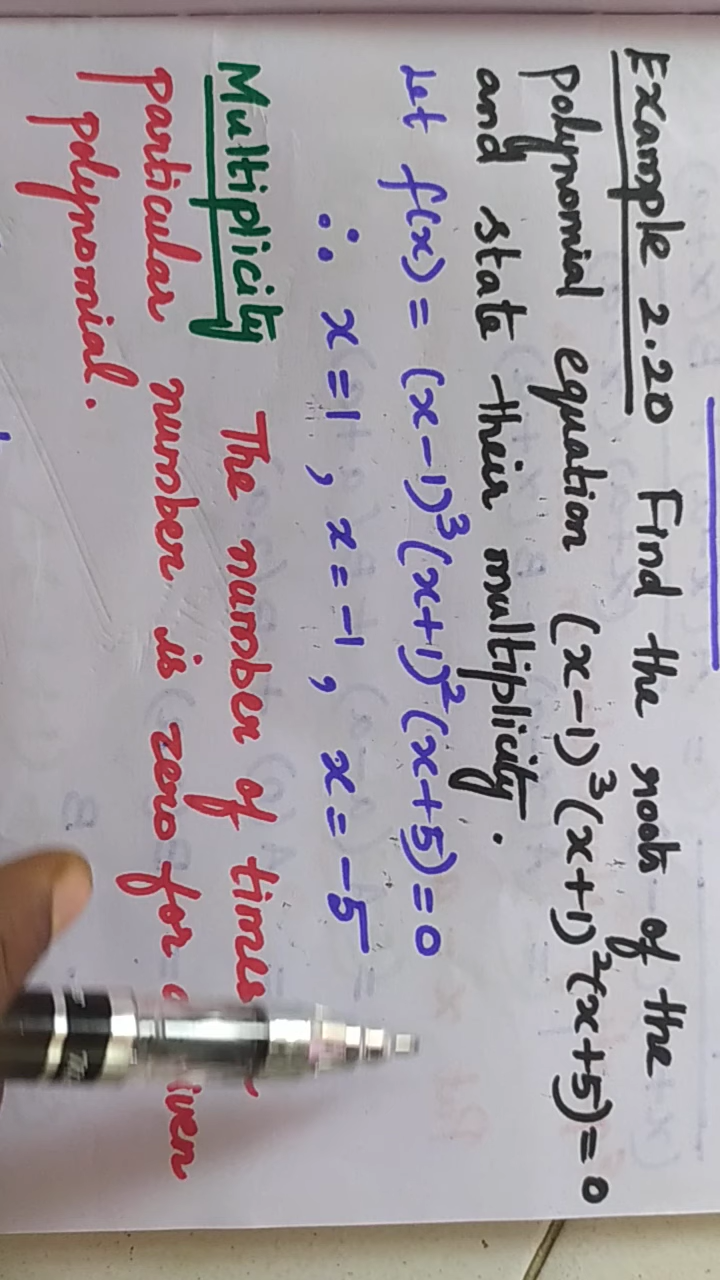 Example 2.20 Find the roots of the
polynomial equation (x-1)³(x+1)²(x+5)=0
and state their multiplicity.
Let f(x) = (x-1)³(x+1)²(x+5)=0
∴ x=1, x=-1, x=-5
Multiplicity The number of times
particular number is zero for
polynomial.